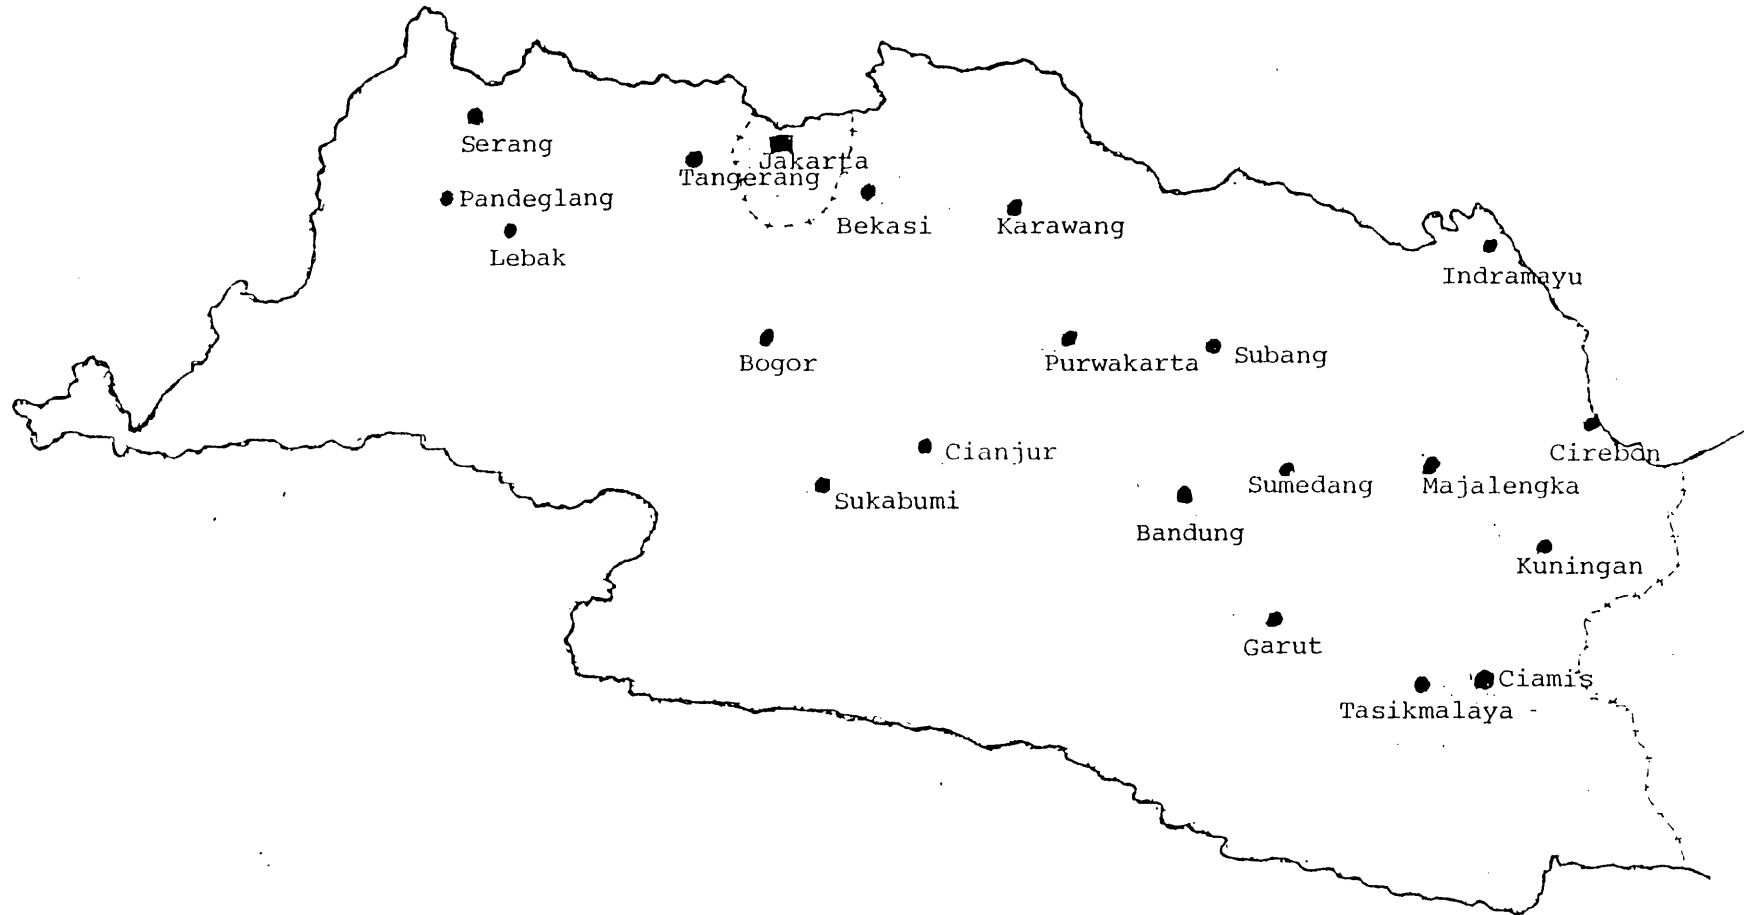 Serang
Jakarta
Tangerang
Pandeglang
Bekasi
Karawang
Lebak
Indramayu
Bogor
Purwakarta
Subang
Cianjur
Cirebon
Sukabumi
Sumedang
Majalengka
Bandung
Kuningan
Garut
Ciamis
Tasikmalaya